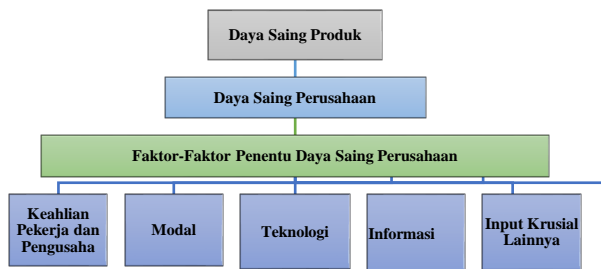 Daya Saing Produk
Daya Saing Perusahaan
Faktor-Faktor Penentu Daya Saing Perusahaan
Keahlian
Pekerja dan
Pengusaha
Modal
Teknologi
Informasi
Input Krusial
Lainnya